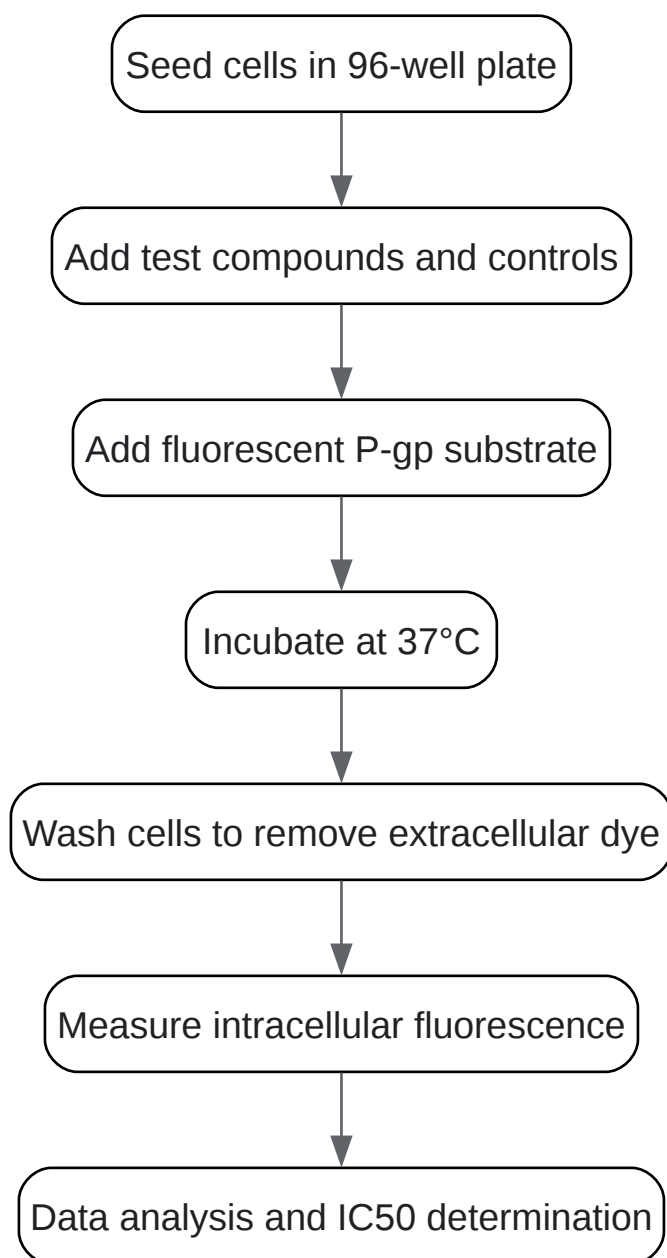 Seed cells in 96-well plate
Add test compounds and controls
Add fluorescent P-gp substrate
Incubate at 37°C
Wash cells to remove extracellular dye
Measure intracellular fluorescence
Data analysis and IC50 determination